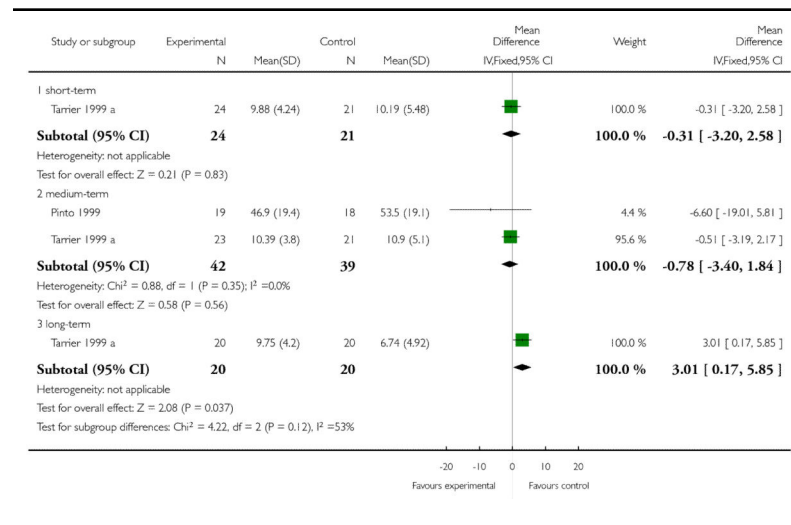 Study or subgroup Experimental Control Mean Difference Weight Mean Difference
N Mean(SD) N Mean(SD) IV,Fixed,95% CI IV,Fixed,95% CI
1 short-term
Tarrier 1999 a 24 9.88 (4.24) 21 10.19 (5.48) 100.0 % -0.31 [ -3.20, 2.58 ]
Subtotal (95% CI) 24 21 100.0 % -0.31 [ -3.20, 2.58 ]
Heterogeneity: not applicable
Test for overall effect: Z = 0.21 (P = 0.83)
2 medium-term
Pinto 1999 19 46.9 (19.4) 18 53.5 (19.1) 4.4 % -6.60 [ -19.01, 5.81 ]
Tarrier 1999 a 23 10.39 (3.8) 21 10.9 (5.1) 95.6 % -0.51 [ -3.19, 2.17 ]
Subtotal (95% CI) 42 39 100.0 % -0.78 [ -3.40, 1.84 ]
Heterogeneity: Chi² = 0.88, df = 1 (P = 0.35); I² =0.0%
Test for overall effect: Z = 0.58 (P = 0.56)
3 long-term
Tarrier 1999 a 20 9.75 (4.2) 20 6.74 (4.92) 100.0 % 3.01 [ 0.17, 5.85 ]
Subtotal (95% CI) 20 20 100.0 % 3.01 [ 0.17, 5.85 ]
Heterogeneity: not applicable
Test for overall effect: Z = 2.08 (P = 0.037)
Test for subgroup differences: Chi² = 4.22, df = 2 (P = 0.12), I² =53%
-20 -10 0 10 20
Favours experimental Favours control